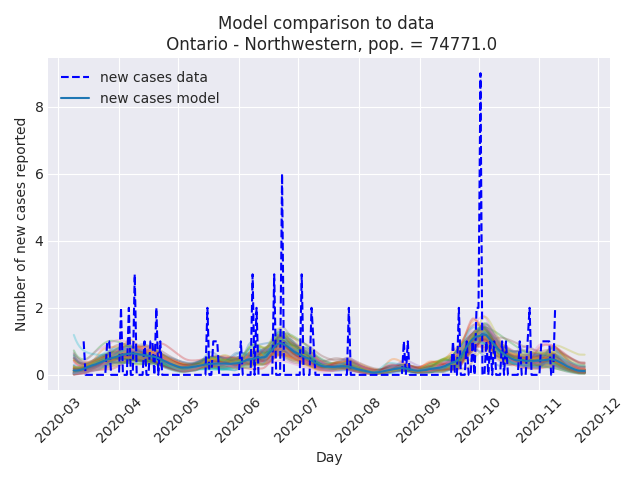 Model comparison to data
Ontario - Northwestern, pop. = 74771.0
new cases data
new cases model
Number of new cases reported
8
6
4
2
0
2020-03
2020-04
2020-05
2020-06
2020-07
2020-08
2020-09
2020-10
2020-11
2020-12
Day